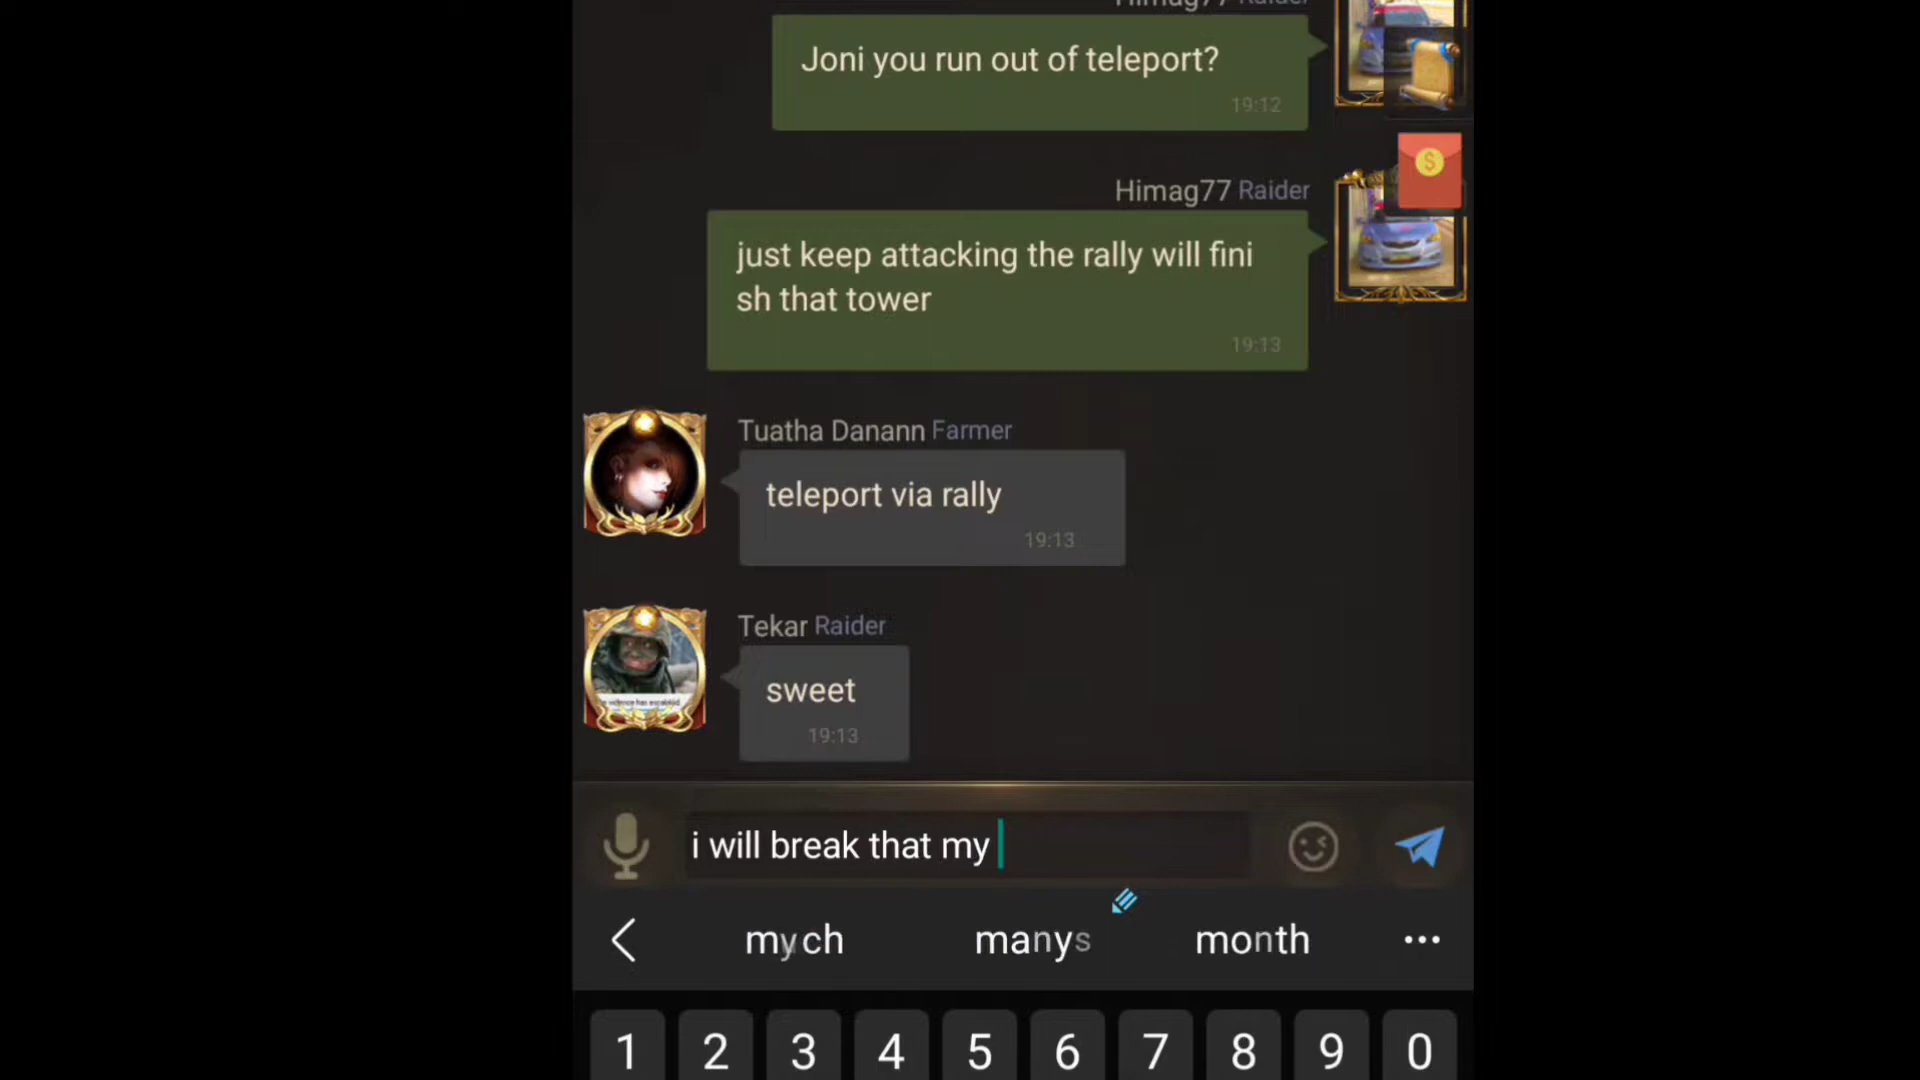 Himag77 Raider
Joni you run out of teleport?
19:12
Himag77 Raider
just keep attacking the rally will fini
sh that tower
19:13
Tuatha Danann Farmer
teleport via rally
19:13
Tekar Raider
sweet
19:13
i will break that my
manys month
1 2 3 4 5 6 7 8 9 0